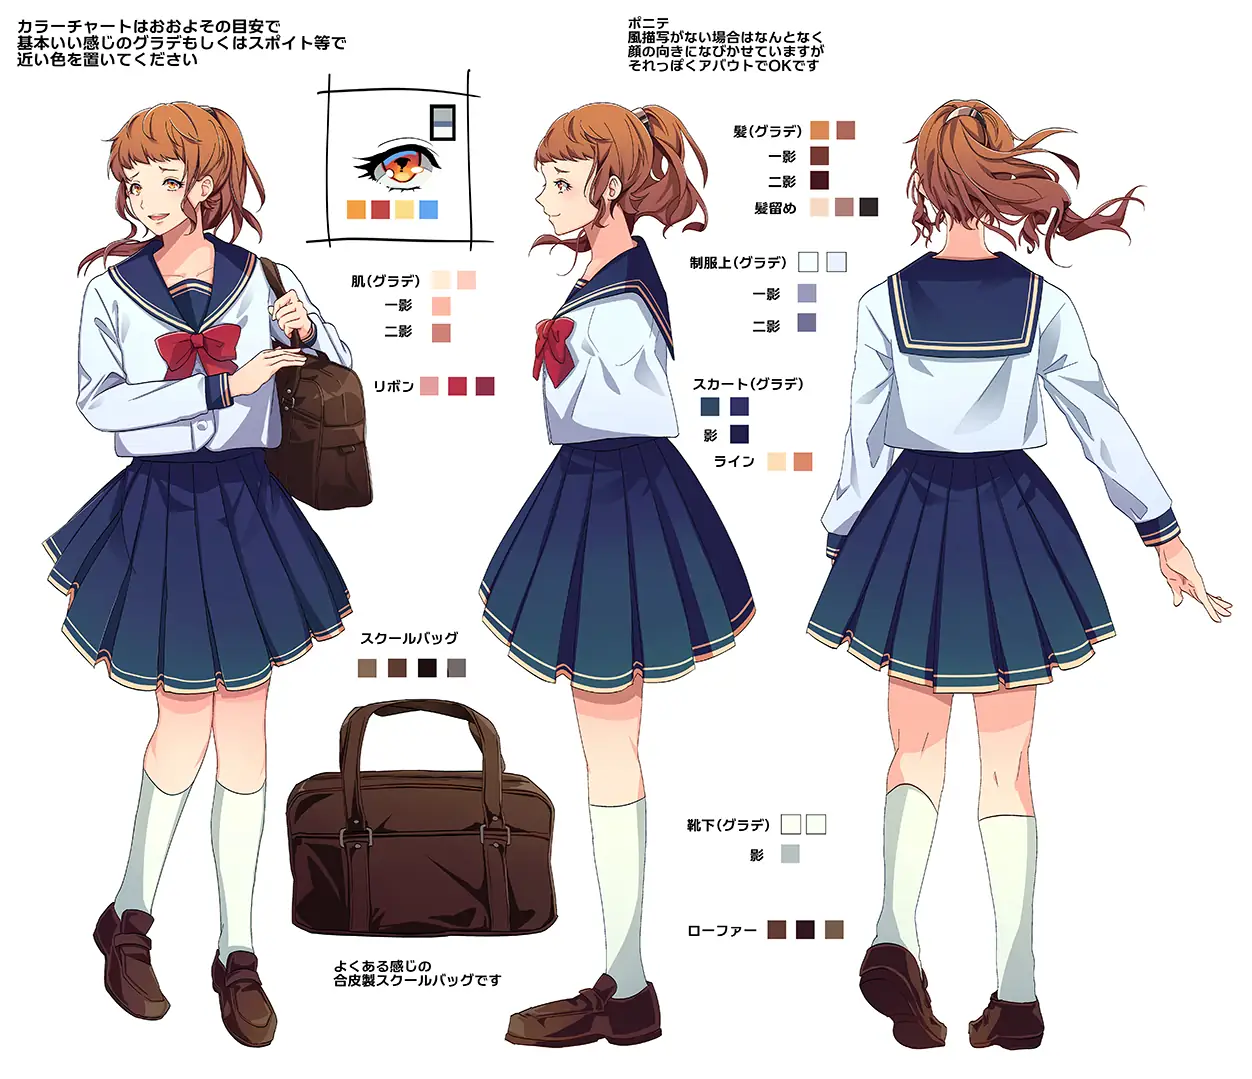 カラーチャートはおおよその目安で
基本いい感じのグラデもしくはスポイト等で
近い色を置いてください
ポニテ
風描写がない場合はなんとなく
顔の向きになびかせていますが
それっぽくアバウトでOKです
髪(グラデ)
一影
二影
髪留め
肌(グラデ)
一影
二影
リボン
制服上(グラデ)
一影
二影
スカート(グラデ)
影
ライン
スクールバッグ
よくある感じの
合皮製スクールバッグです
靴下(グラデ)
影
ローファー